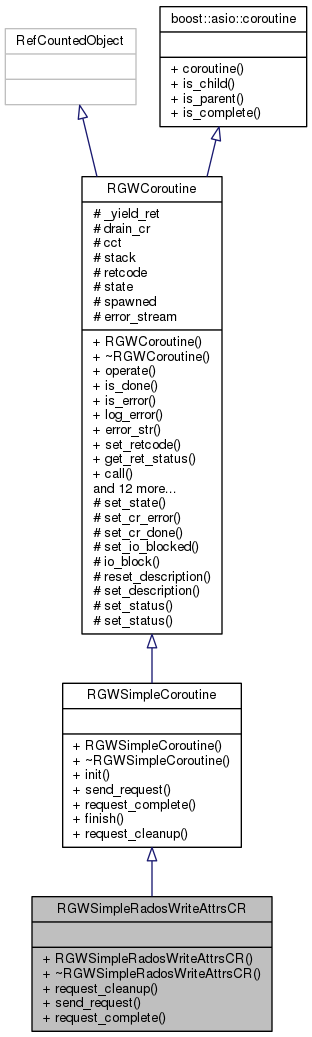 RefCountedObject
boost::asio::coroutine
+ coroutine()
+ is_child()
+ is_parent()
+ is_complete()
RGWCoroutine
# _yield_ret
# drain_cr
# cct
# stack
# retcode
# state
# spawned
# error_stream
+ RGWCoroutine()
+ ~RGWCoroutine()
+ operate()
+ is_done()
+ is_error()
+ log_error()
+ error_str()
+ set_retcode()
+ get_ret_status()
+ call()
and 12 more...
# set_state()
# set_cr_error()
# set_cr_done()
# set_io_blocked()
# io_block()
# reset_description()
# set_description()
# set_status()
# set_status()
RGWSimpleCoroutine
+ RGWSimpleCoroutine()
+ ~RGWSimpleCoroutine()
+ init()
+ send_request()
+ request_complete()
+ finish()
+ request_cleanup()
RGWSimpleRadosWriteAttrsCR
+ RGWSimpleRadosWriteAttrsCR()
+ ~RGWSimpleRadosWriteAttrsCR()
+ request_cleanup()
+ send_request()
+ request_complete()